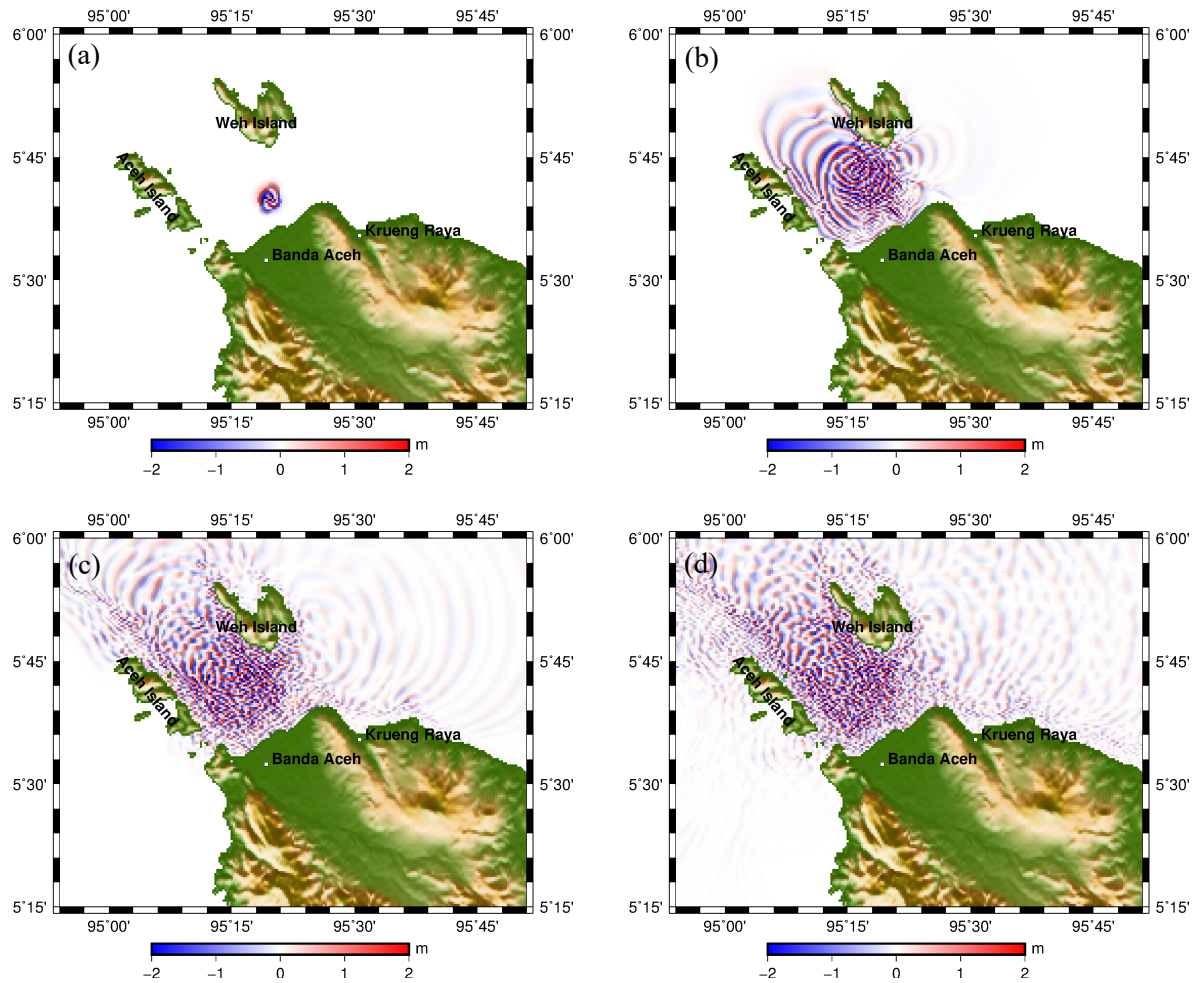 95˚00' 95˚15' 95˚30' 95˚45' 95˚00' 95˚15' 95˚30' 95˚45'
6˚00' 6˚00' 6˚00' 6˚00'
(a) (b)
Weh Island Weh Island
5˚45' 5˚45' 5˚45' 5˚45'
Aceh Island Aceh Island
Krueng Raya Krueng Raya
Banda Aceh Banda Aceh
5˚30' 5˚30' 5˚30' 5˚30'
5˚15' 5˚15' 5˚15' 5˚15'
95˚00' 95˚15' 95˚30' 95˚45' 95˚00' 95˚15' 95˚30' 95˚45'
m m
−2 −1 0 1 2 −2 −1 0 1 2
95˚00' 95˚15' 95˚30' 95˚45' 95˚00' 95˚15' 95˚30' 95˚45'
6˚00' 6˚00' 6˚00' 6˚00'
(c) (d)
Weh Island Weh Island
5˚45' 5˚45' 5˚45' 5˚45'
Aceh Island Aceh Island
Krueng Raya Krueng Raya
Banda Aceh Banda Aceh
5˚30' 5˚30' 5˚30' 5˚30'
5˚15' 5˚15' 5˚15' 5˚15'
95˚00' 95˚15' 95˚30' 95˚45' 95˚00' 95˚15' 95˚30' 95˚45'
m m
−2 −1 0 1 2 −2 −1 0 1 2